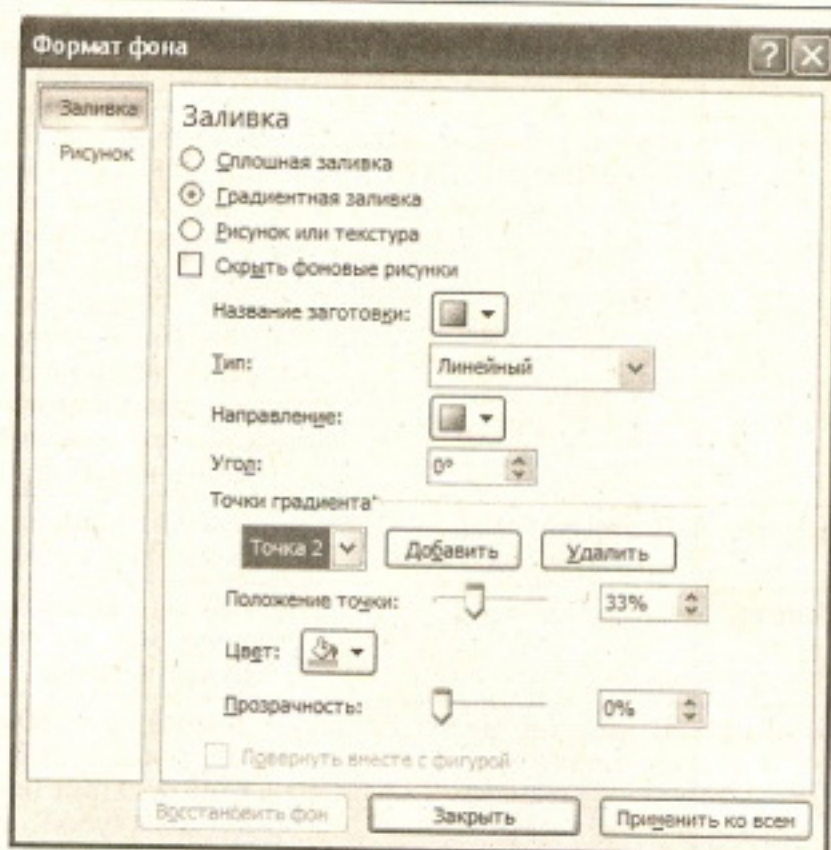 Формат фона
Заливка
Рисунок
Заливка
Сплошная заливка
Градиентная заливка
Рисунок или текстура
Скрыть фоновые рисунки
Название заготовки:
Тип: Линейный
Направление:
Угол: 0°
Точки градиента
Точка 2 Добавить Удалить
Положение точки: 33%
Цвет:
Прозрачность: 0%
Повернуть вместе с фигурой
Восстановить фон Закрыть Применить ко всем